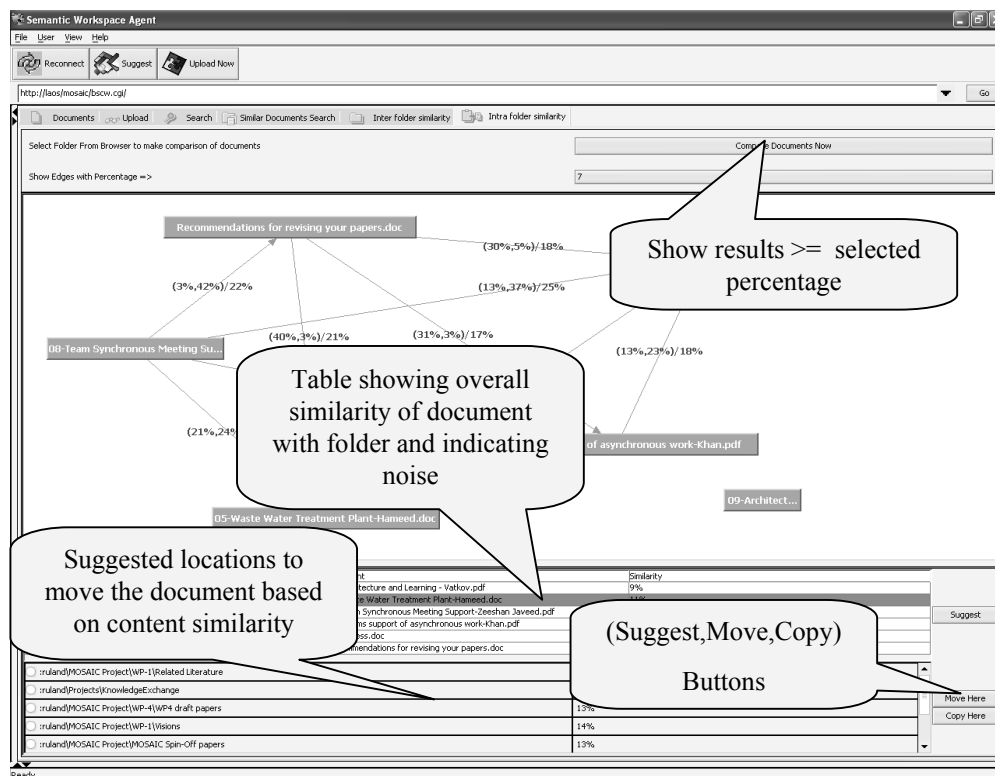 Semantic Workspace Agent
File User View Help
Reconnect Suggest Upload Now
http://laos/mosaic/bscw.cgi/ Go
Documents Upload Search Similar Documents Search Inter folder similarity Intra folder similarity
Select Folder From Browser to make comparison of documents Documents Now
Show Edges with Percentage => 7
Recommendations for revising your papers.doc
(30%,5%)/18%
Show results >= selected
percentage
(3%,42%)/22%
(13%,37%)/25%
(40%,3%)/21%
(31%,3%)/17%
08-Team Synchronous Meeting Su...
(13%,23%)/18%
Table showing overall
similarity of document
with folder and indicating
noise
(21%,24%
of asynchronous work-Khan.pdf
09-Architect...
05-Waste Water Treatment Plant-Hameed.doc
Suggested locations to
move the document based
on content similarity
Similarity
tecture and Learning - Vatkov.pdf 9%
Water Treatment Plant-Hameed.doc
Synchronous Meeting Support-Zeeshan Javeed.pdf
support of asynchronous work-Khan.pdf
mendations for revising your papers.doc
Suggest
(Suggest,Move,Copy)
Buttons
:ruland\MOSAIC Project\WP-1\Related Literature
:ruland\Projects\KnowledgeExchange
:ruland\MOSAIC Project\WP-4\WP4 draft papers 13%
:ruland\MOSAIC Project\WP-1\Visions 14%
:ruland\MOSAIC Project\MOSAIC Spin-Off papers 13%
Move Here
Copy Here
Ready